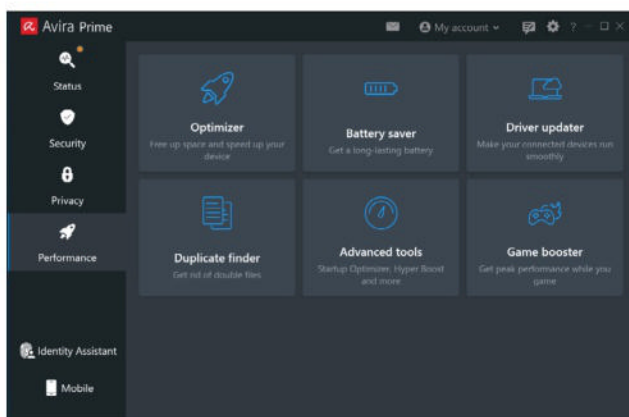 Avira Prime
My account
?
Status
Security
Privacy
Performance
Identity Assistant
Mobile
Optimizer
Free up space and speed up your
device
Battery saver
Get a long-lasting battery
Driver updater
Make your connected devices run
smoothly
Duplicate finder
Get rid of double files
Advanced tools
Startup Optimizer, Hyper Boost
and more
Game booster
Get peak performance while you
game